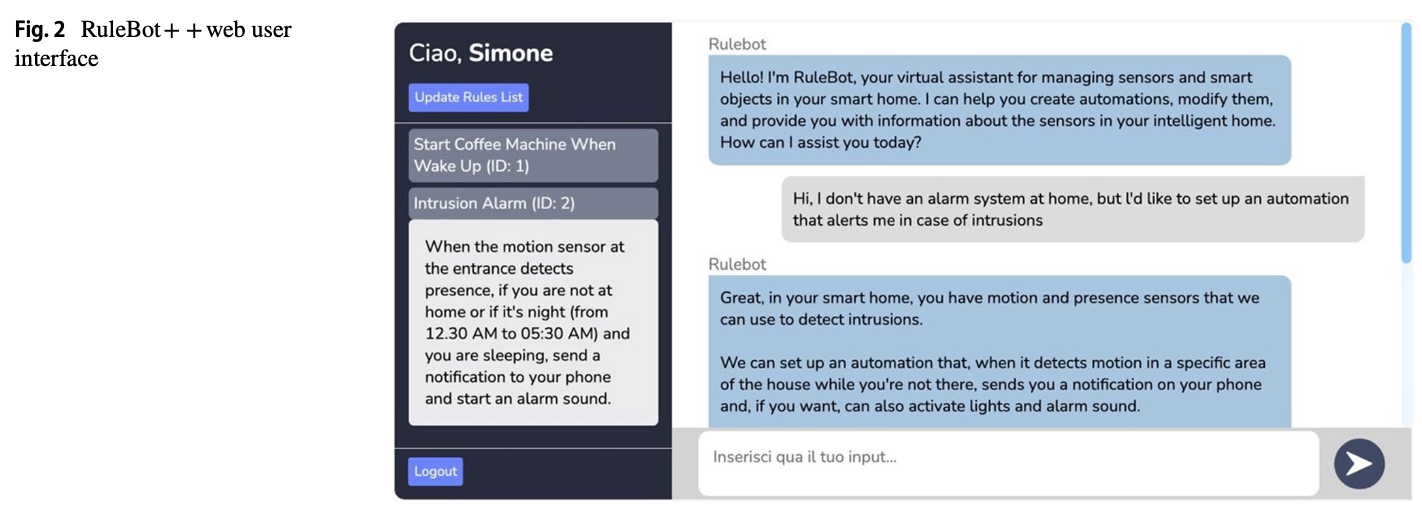 Fig. 2 RuleBot+ + web user
interface
Ciao, Simone
Update Rules List
Start Coffee Machine When
Wake Up (ID: 1)
Intrusion Alarm (ID: 2)
When the motion sensor at
the entrance detects
presence, if you are not at
home or if it's night (from
12.30 AM to 05:30 AM) and
you are sleeping, send a
notification to your phone
and start an alarm sound.
Logout
Rulebot
Hello! I'm RuleBot, your virtual assistant for managing sensors and smart
objects in your smart home. I can help you create automations, modify them,
and provide you with information about the sensors in your intelligent home.
How can I assist you today?
Hi, I don't have an alarm system at home, but I'd like to set up an automation
that alerts me in case of intrusions
Rulebot
Great, in your smart home, you have motion and presence sensors that we
can use to detect intrusions.
We can set up an automation that, when it detects motion in a specific area
of the house while you're not there, sends you a notification on your phone
and, if you want, can also activate lights and alarm sound.
Inserisci qua il tuo input...